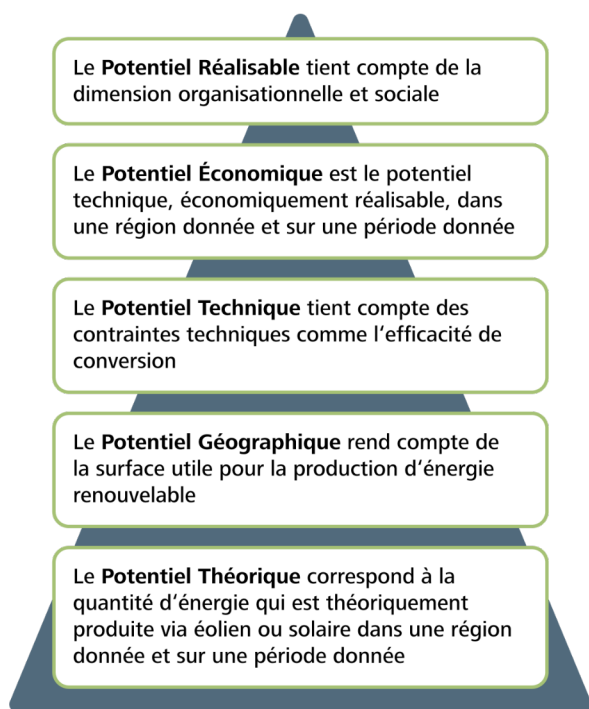 Le Potentiel Réalisable tient compte de la
dimension organisationnelle et sociale
Le Potentiel Économique est le potentiel
technique, économiquement réalisable, dans
une région donnée et sur une période donnée
Le Potentiel Technique tient compte des
contraintes techniques comme l‘efficacité de
conversion
Le Potentiel Géographique rend compte de
la surface utile pour la production d‘énergie
renouvelable
Le Potentiel Théorique correspond à la
quantité d‘énergie qui est théoriquement
produite via éolien ou solaire dans une région
donnée et sur une période donnée